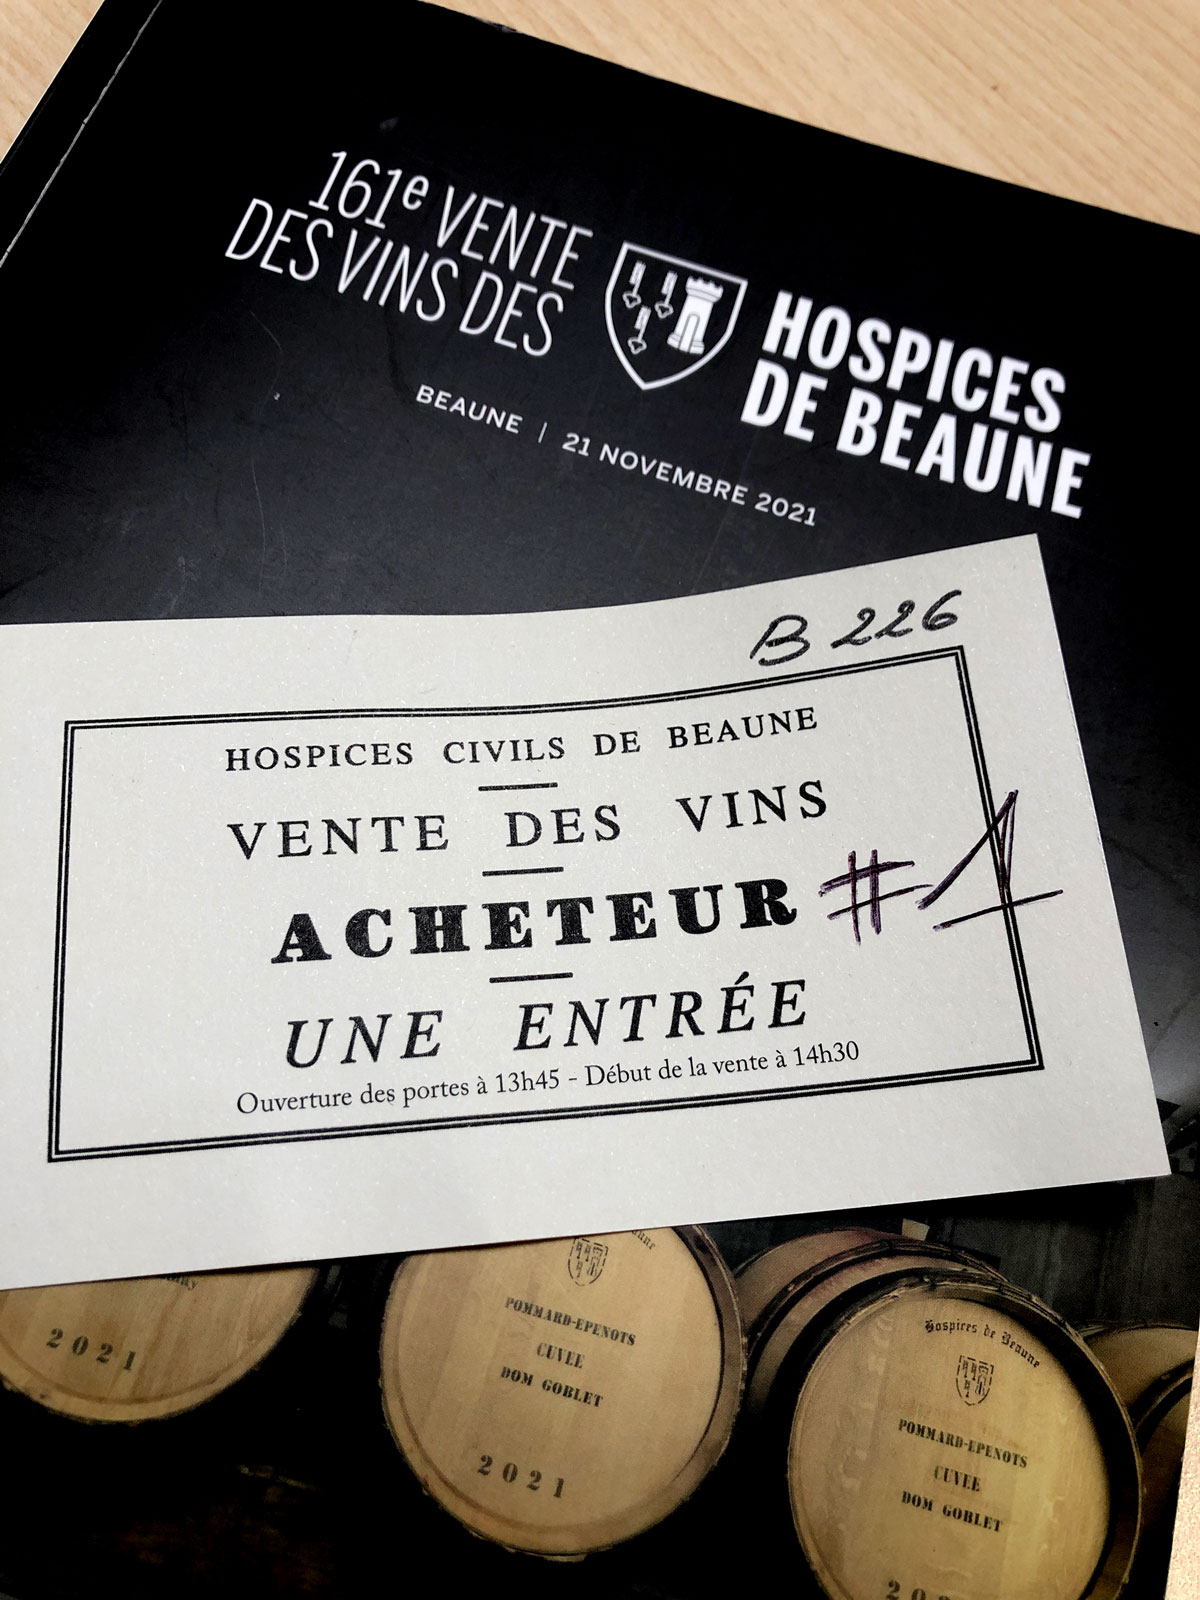 161e VENTE
DES VINS DES
HOSPICES
DE BEAUNE
BEAUNE | 21 NOVEMBRE 2021
B 226
HOSPICES CIVILS DE BEAUNE
VENTE DES VINS
ACHETEUR #1
UNE ENTRÉE
Ouverture des portes à 13h45 - Début de la vente à 14h30
2021
POMMARD-EPENOTS
CUVEE
DOM GOBLET
2021
Hospices de Beaune
POMMARD-EPENOTS
CUVEE
DOM GOBLET